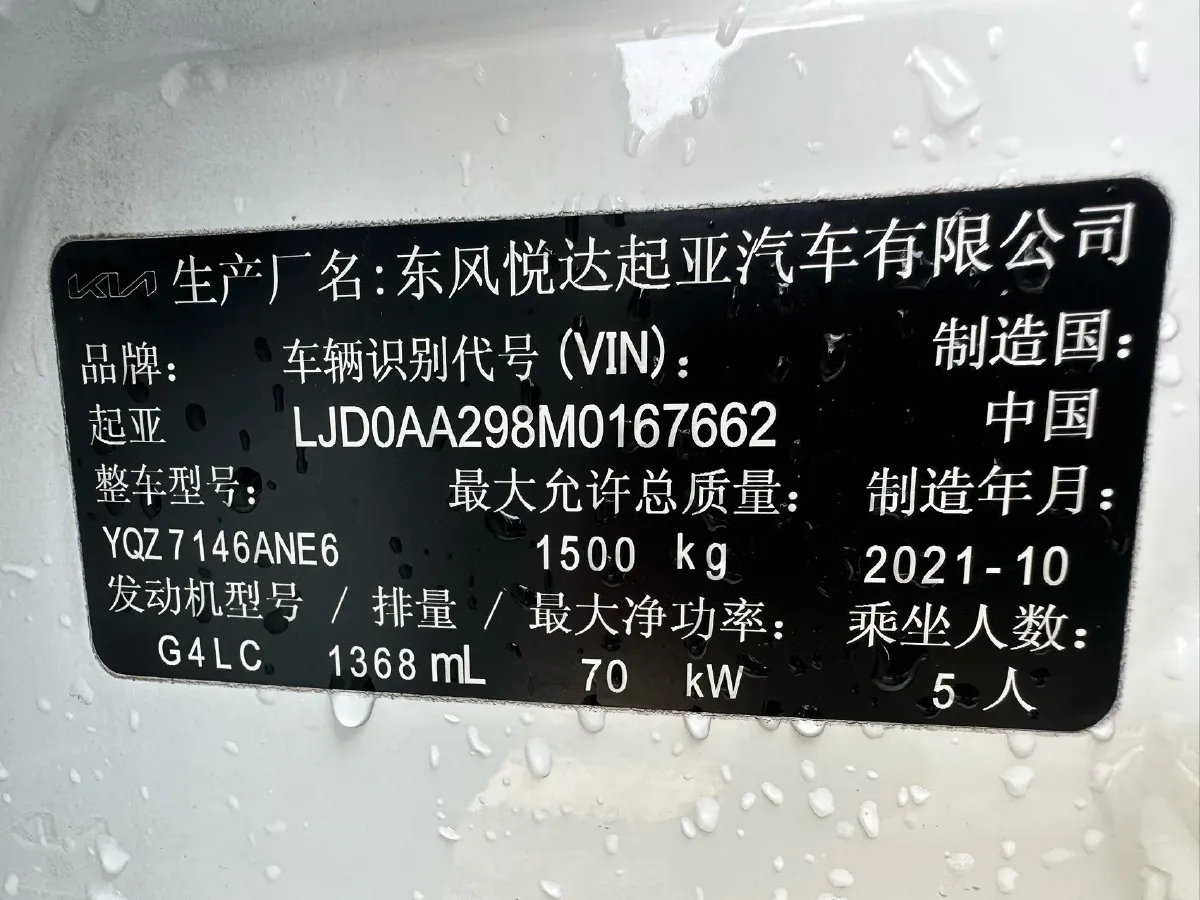 KIA 生产厂名:东风悦达起亚汽车有限公司
品牌: 车辆识别代号(VIN): 制造国:
起亚 LJD0AA298M0167662 中国
整车型号: 最大允许总质量: 制造年月:
YQZ7146ANE6 1500 kg 2021-10
发动机型号 / 排量 / 最大净功率: 乘坐人数:
G4LC 1368 mL 70 kW 5 人